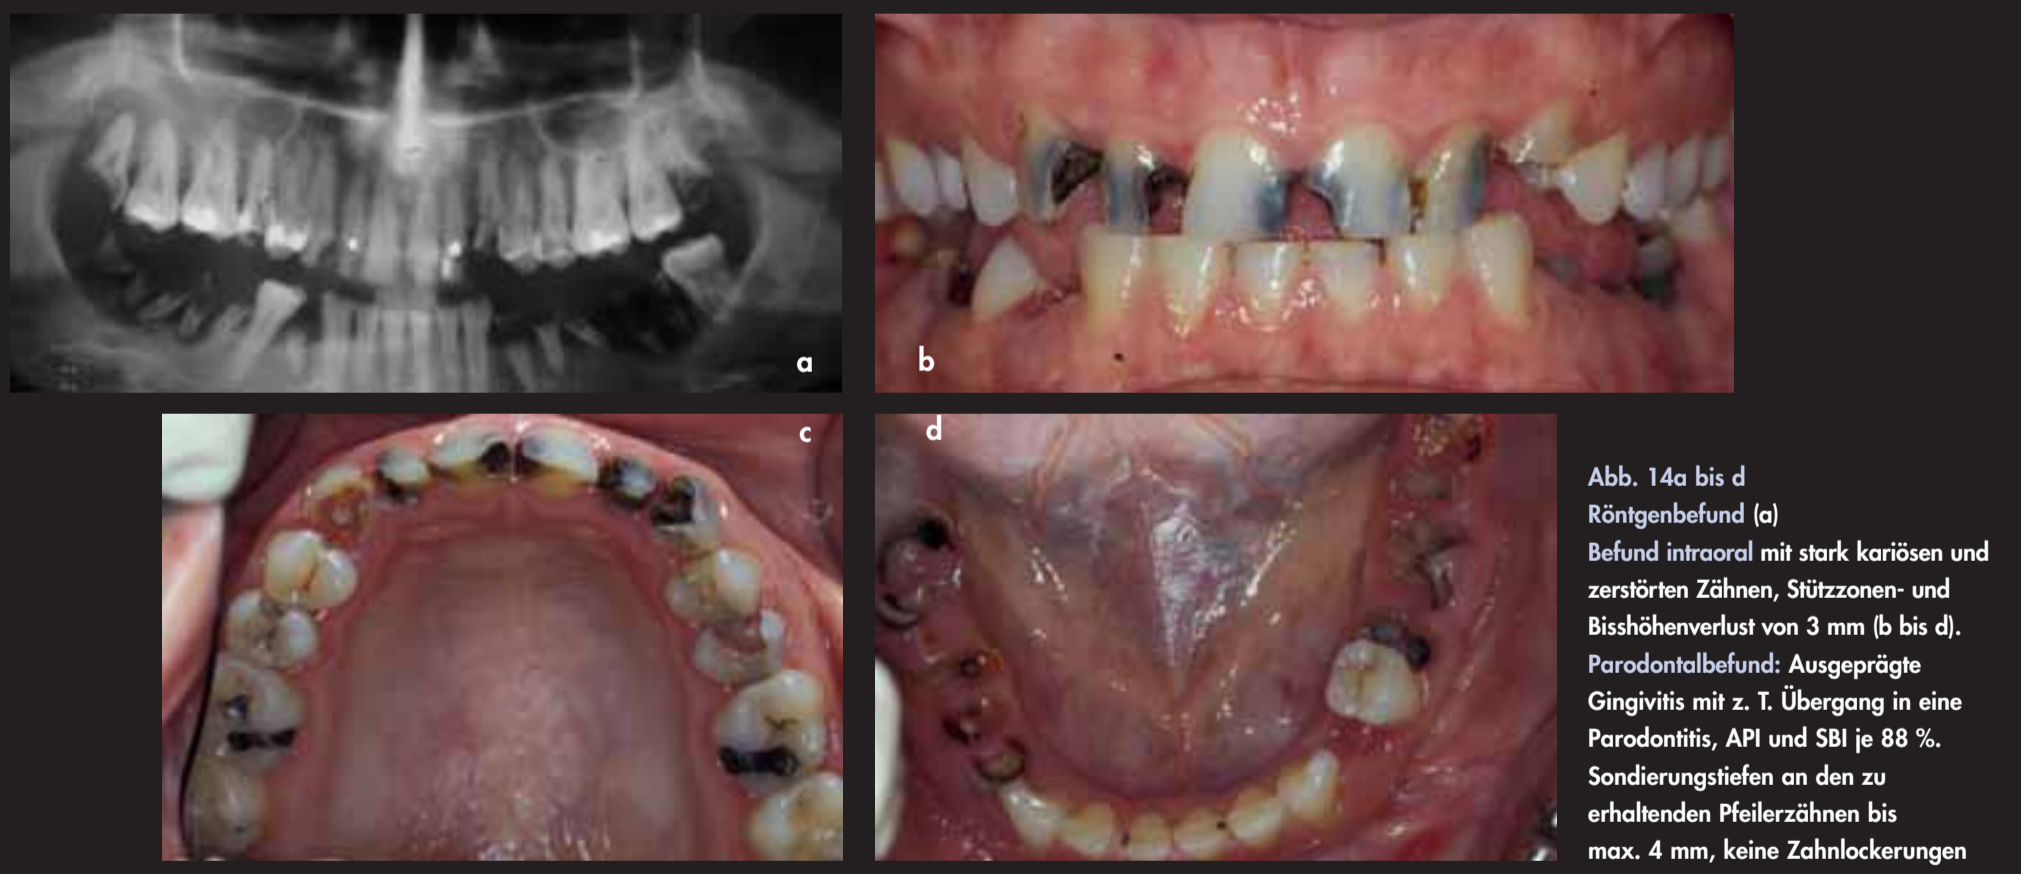 a
b
c
d
Abb. 14a bis d
Röntgenbefund (a)
Befund intraoral mit stark kariösen und
zerstörten Zähnen, Stützzonen- und
Bisshöhenverlust von 3 mm (b bis d).
Parodontalbefund: Ausgeprägte
Gingivitis mit z. T. Übergang in eine
Parodontitis, API und SBI je 88 %.
Sondierungstiefen an den zu
erhaltenden Pfeilerzähnen bis
max. 4 mm, keine Zahnlockerungen